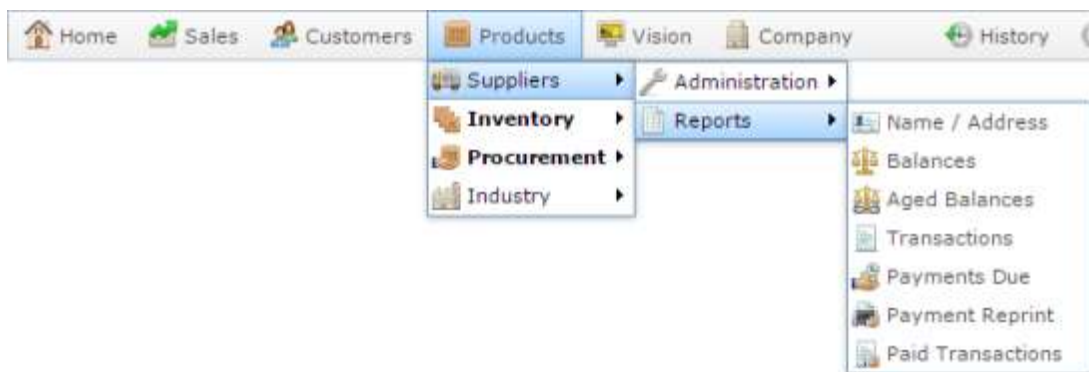 Home Sales Customers Products Vision Company History
Suppliers Administration
Inventory Reports Name / Address
Procurement Balances
Industry Aged Balances
Transactions
Payments Due
Payment Reprint
Paid Transactions